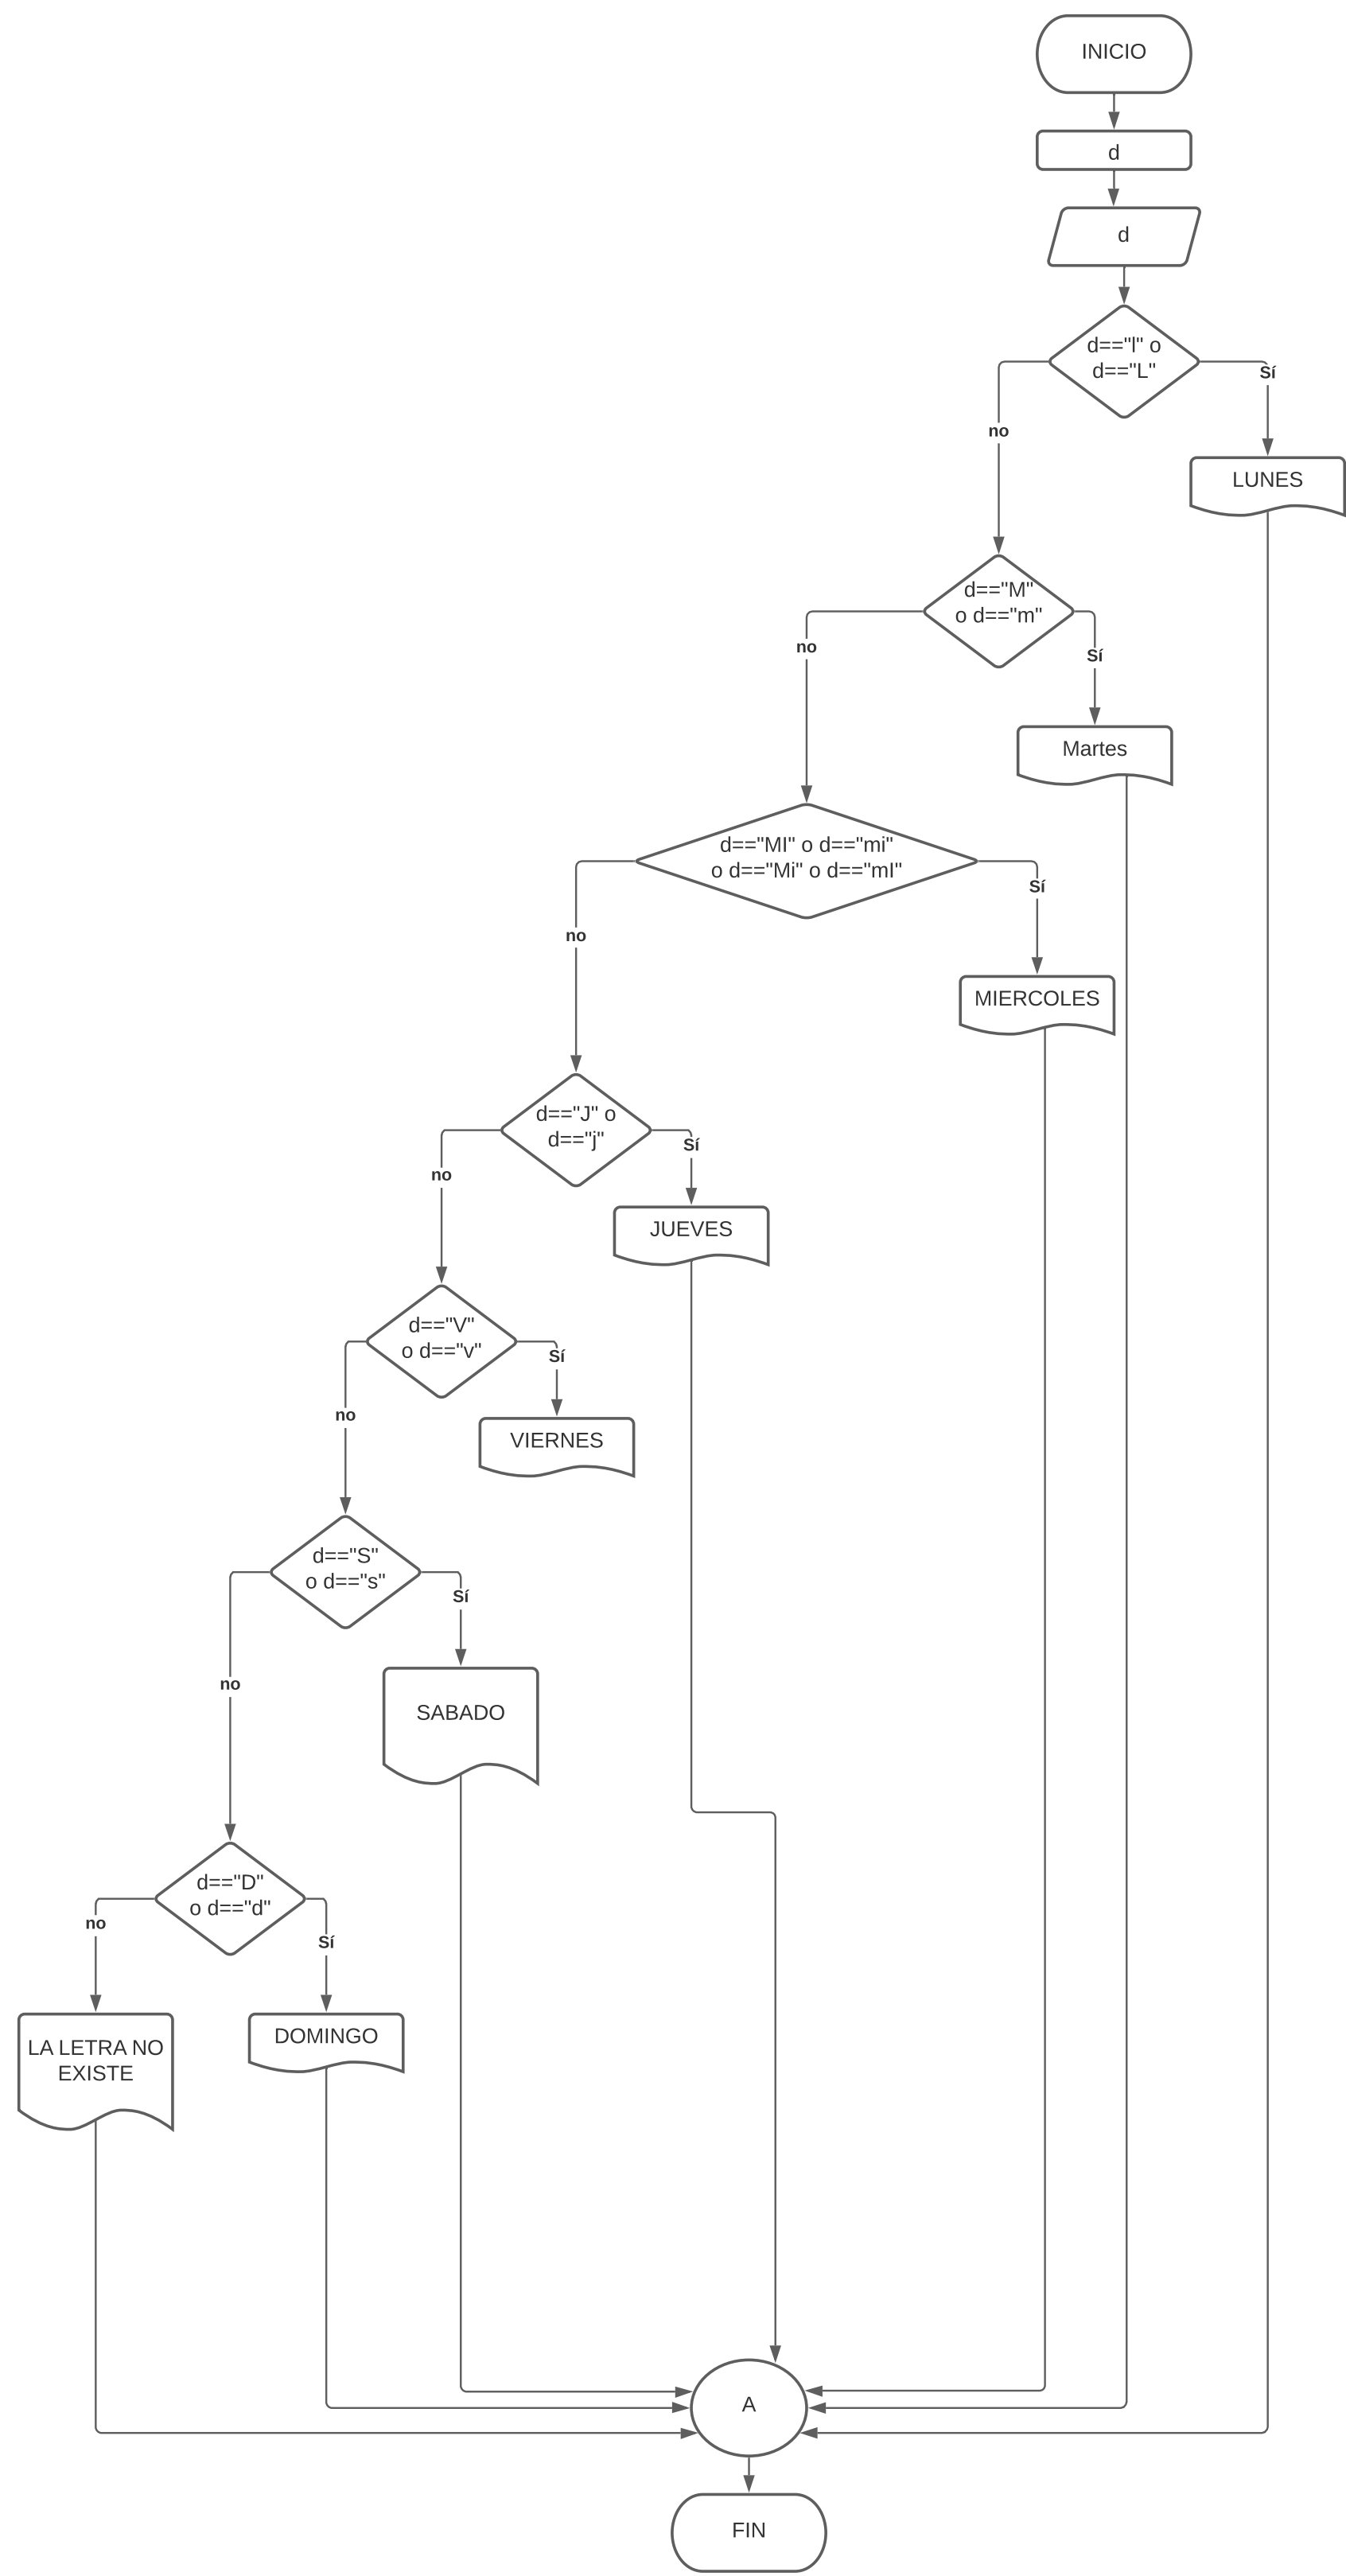 INICIO
d
d
d=="l" o
d=="L"
Sí
no
LUNES
d=="M"
o d=="m"
no
Sí
Martes
d=="MI" o d=="mi"
o d=="Mi" o d=="mI"
Sí
no
MIERCOLES
d=="J" o
d=="j"
Sí
no
JUEVES
d=="V"
o d=="v"
Sí
no
VIERNES
d=="S"
o d=="s"
Sí
no
SABADO
d=="D"
o d=="d"
no
Sí
LA LETRA NO
EXISTE
DOMINGO
A
FIN